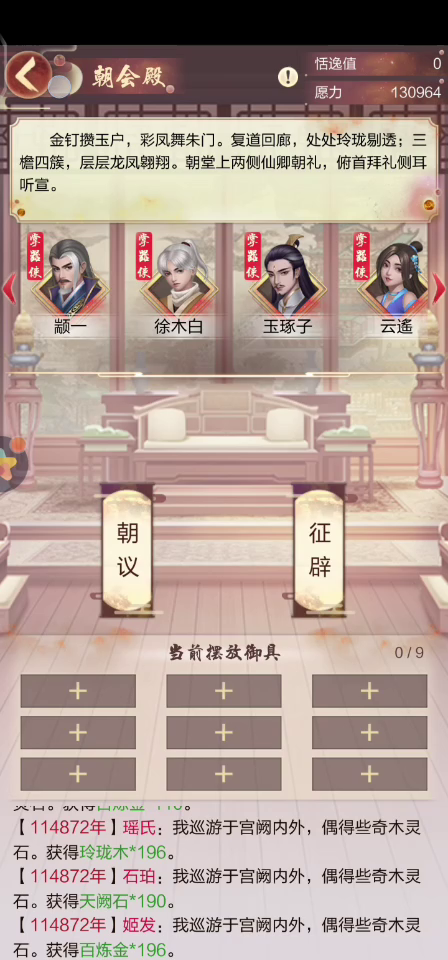 朝会殿
恬逸值 0
愿力 130964
金钉攒玉户，彩凤舞朱门。复道回廊，处处玲珑剔透；三
檐四簇，层层龙凤翱翔。朝堂上两侧仙卿朝礼，俯首拜礼侧耳
听宣。
掌器使 掌器使 掌器使 掌器使
颛一 徐木白 玉琢子 云遙
朝议 征辟
当前摆放御具 0/9
灵石。获得百炼金*
【114872年】瑶氏：我巡游于宫阙内外，偶得些奇木灵
石。获得玲珑木*196。
【114872年】石珀：我巡游于宫阙内外，偶得些奇木灵
石。获得天阙石*190。
【114872年】姬发：我巡游于宫阙内外，偶得些奇木灵
石。获得百炼金*196。